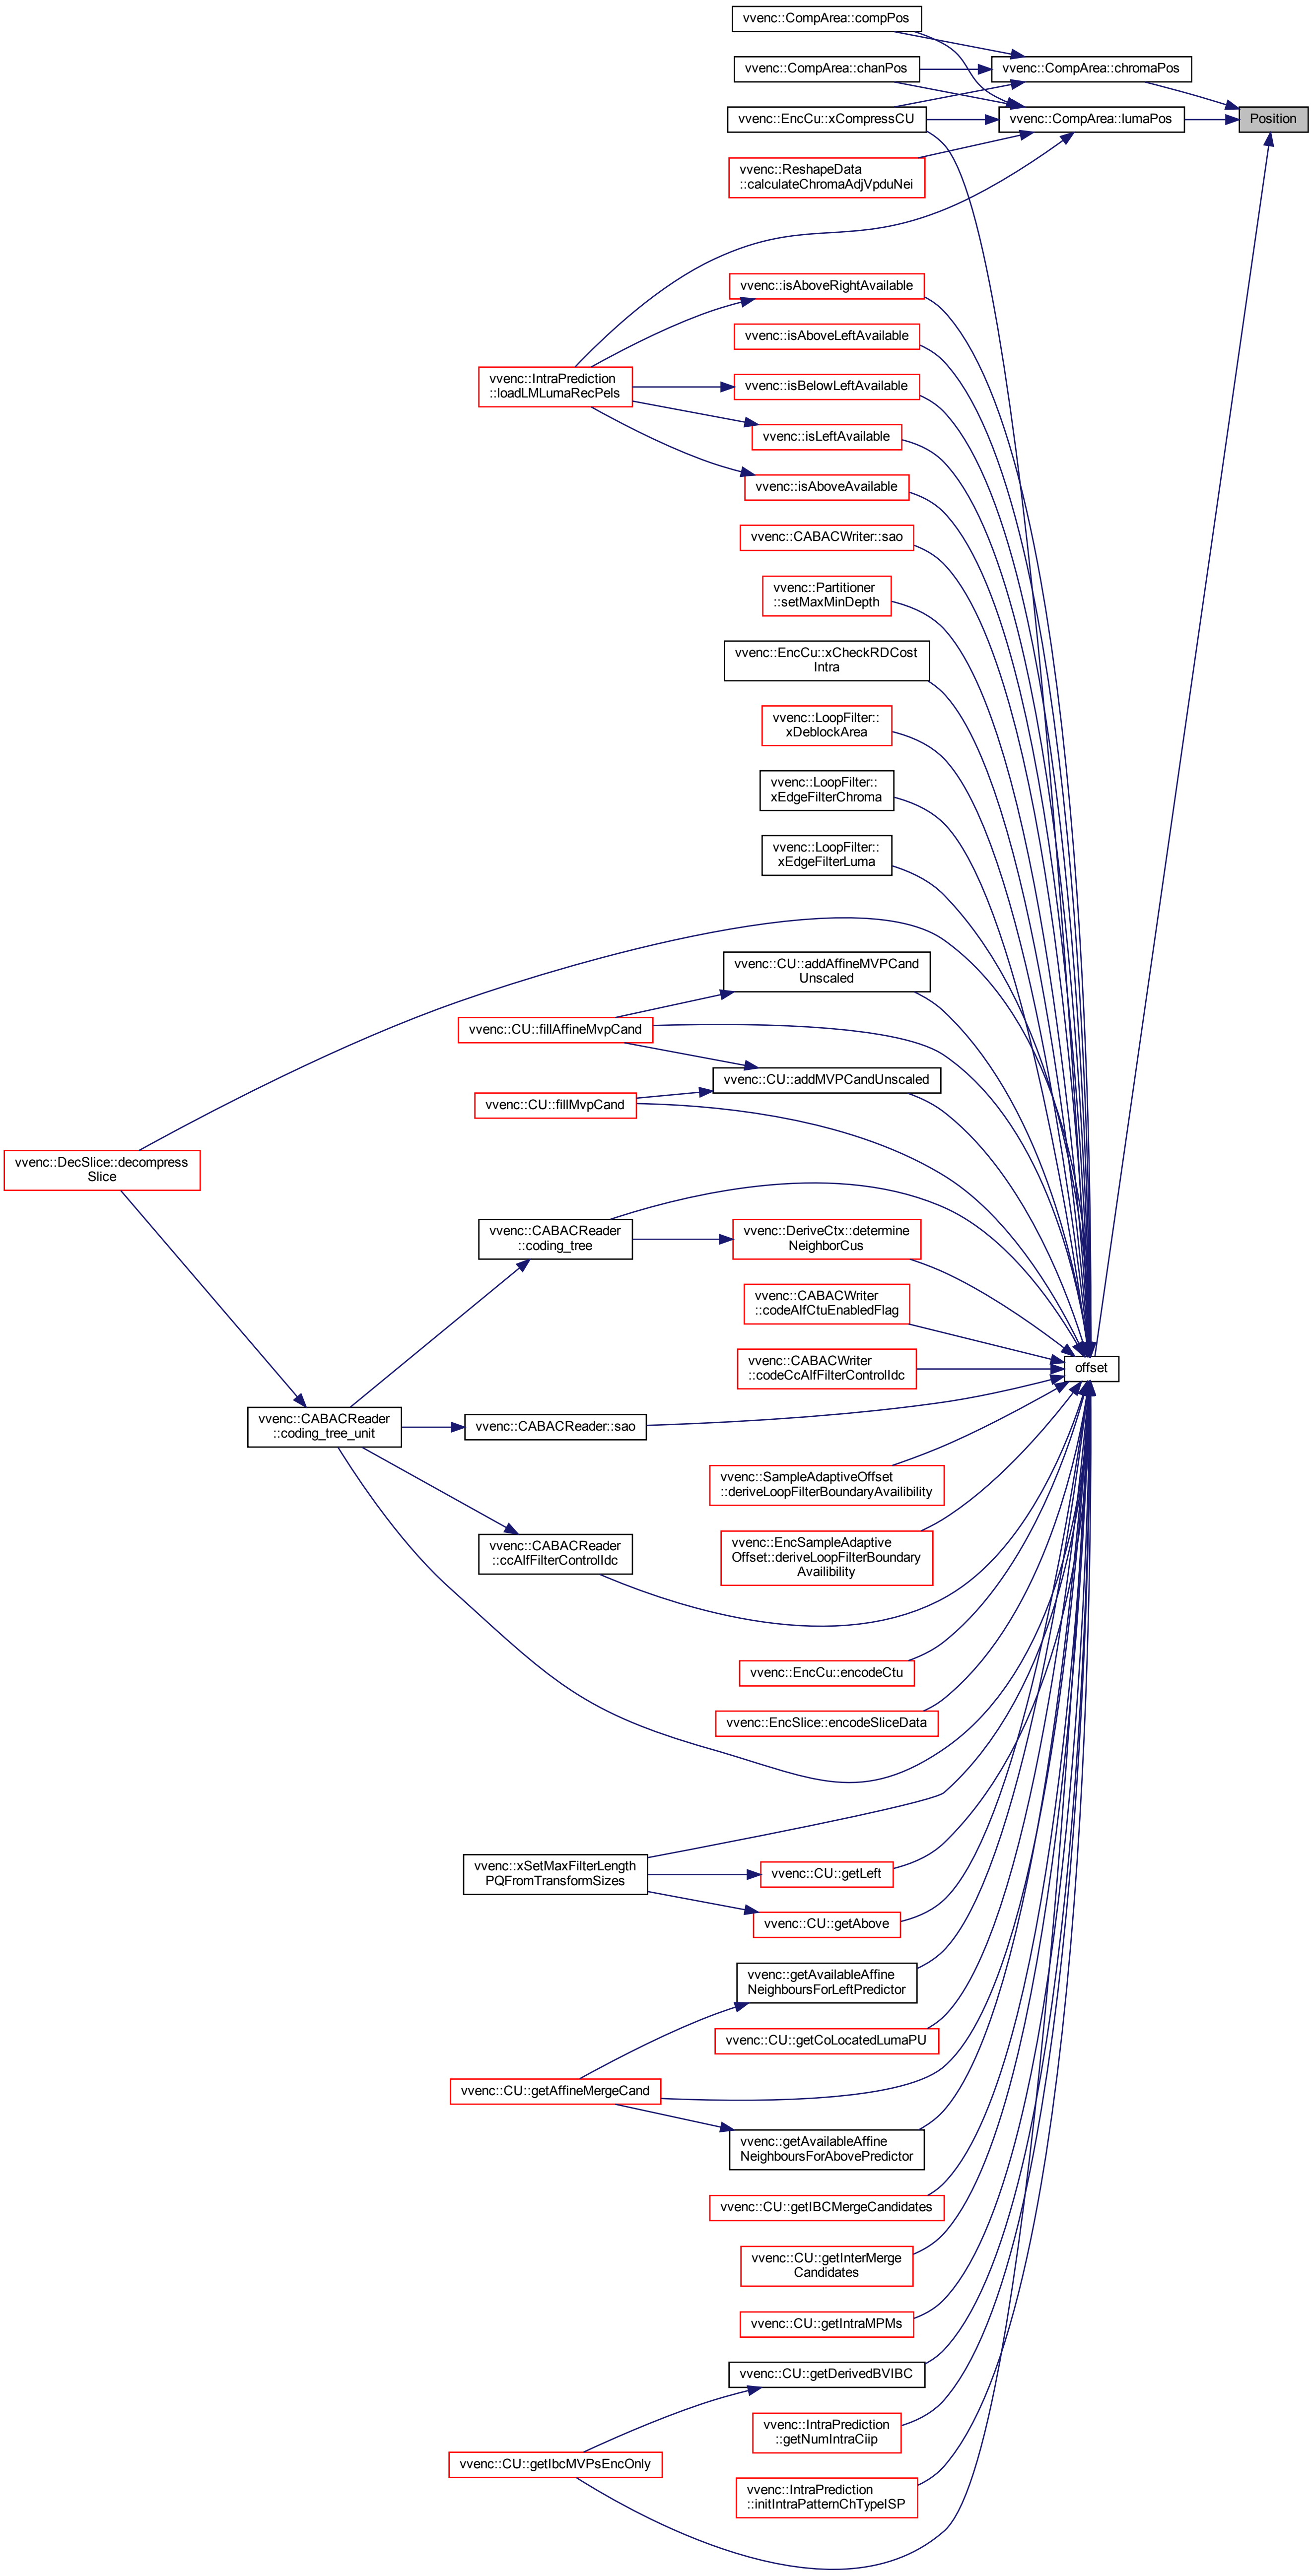 vvenc::CompArea::compPos
vvenc::CompArea::chanPos
vvenc::CompArea::chromaPos
vvenc::EncCu::xCompressCU
vvenc::CompArea::lumaPos
Position
vvenc::ReshapeData
::calculateChromaAdjVpduNei
vvenc::isAboveRightAvailable
vvenc::isAboveLeftAvailable
vvenc::IntraPrediction
::loadLMLumaRecPels
vvenc::isBelowLeftAvailable
vvenc::isLeftAvailable
vvenc::isAboveAvailable
vvenc::CABACWriter::sao
vvenc::Partitioner
::setMaxMinDepth
vvenc::EncCu::xCheckRDCost
Intra
vvenc::LoopFilter::
xDeblockArea
vvenc::LoopFilter::
xEdgeFilterChroma
vvenc::LoopFilter::
xEdgeFilterLuma
vvenc::CU::addAffineMVPCand
Unscaled
vvenc::CU::fillAffineMvpCand
vvenc::CU::addMVPCandUnscaled
vvenc::CU::fillMvpCand
vvenc::DecSlice::decompress
Slice
vvenc::CABACReader
::coding_tree
vvenc::DeriveCtx::determine
NeighborCus
vvenc::CABACWriter
::codeAlfCtuEnabledFlag
vvenc::CABACWriter
::codeCcAlfFilterControlIdc
offset
vvenc::CABACReader
::coding_tree_unit
vvenc::CABACReader::sao
vvenc::SampleAdaptiveOffset
::deriveLoopFilterBoundaryAvailibility
vvenc::CABACReader
::ccAlfFilterControlIdc
vvenc::EncSampleAdaptive
Offset::deriveLoopFilterBoundary
Availibility
vvenc::EncCu::encodeCtu
vvenc::EncSlice::encodeSliceData
vvenc::xSetMaxFilterLength
PQFromTransformSizes
vvenc::CU::getLeft
vvenc::CU::getAbove
vvenc::getAvailableAffine
NeighboursForLeftPredictor
vvenc::CU::getCoLocatedLumaPU
vvenc::CU::getAffineMergeCand
vvenc::getAvailableAffine
NeighboursForAbovePredictor
vvenc::CU::getIBCMergeCandidates
vvenc::CU::getInterMerge
Candidates
vvenc::CU::getIntraMPMs
vvenc::CU::getDerivedBVIBC
vvenc::IntraPrediction
::getNumIntraCiip
vvenc::CU::getIbcMVPsEncOnly
vvenc::IntraPrediction
::initIntraPatternChTypeISP